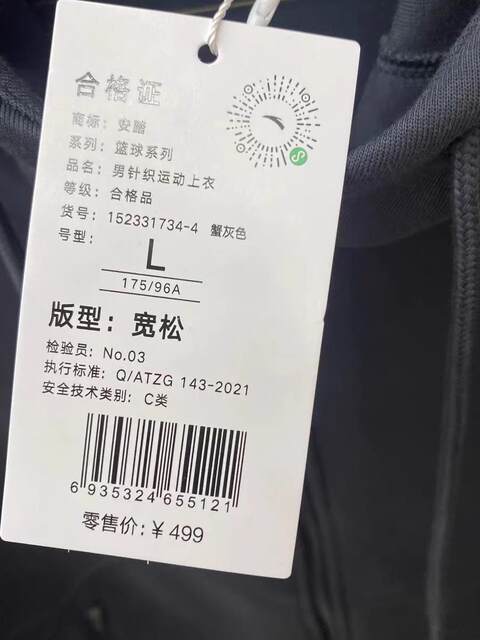 合格证
商标：安踏
系列：篮球系列
品名：男针织运动上衣
等级：合格品
货号：152331734-4 蟹灰色
号型：L
175/96A
版型：宽松
检验员：No.03
执行标准：Q/ATZG 143-2021
安全技术类别：C类
6 935324 655121
零售价：￥499